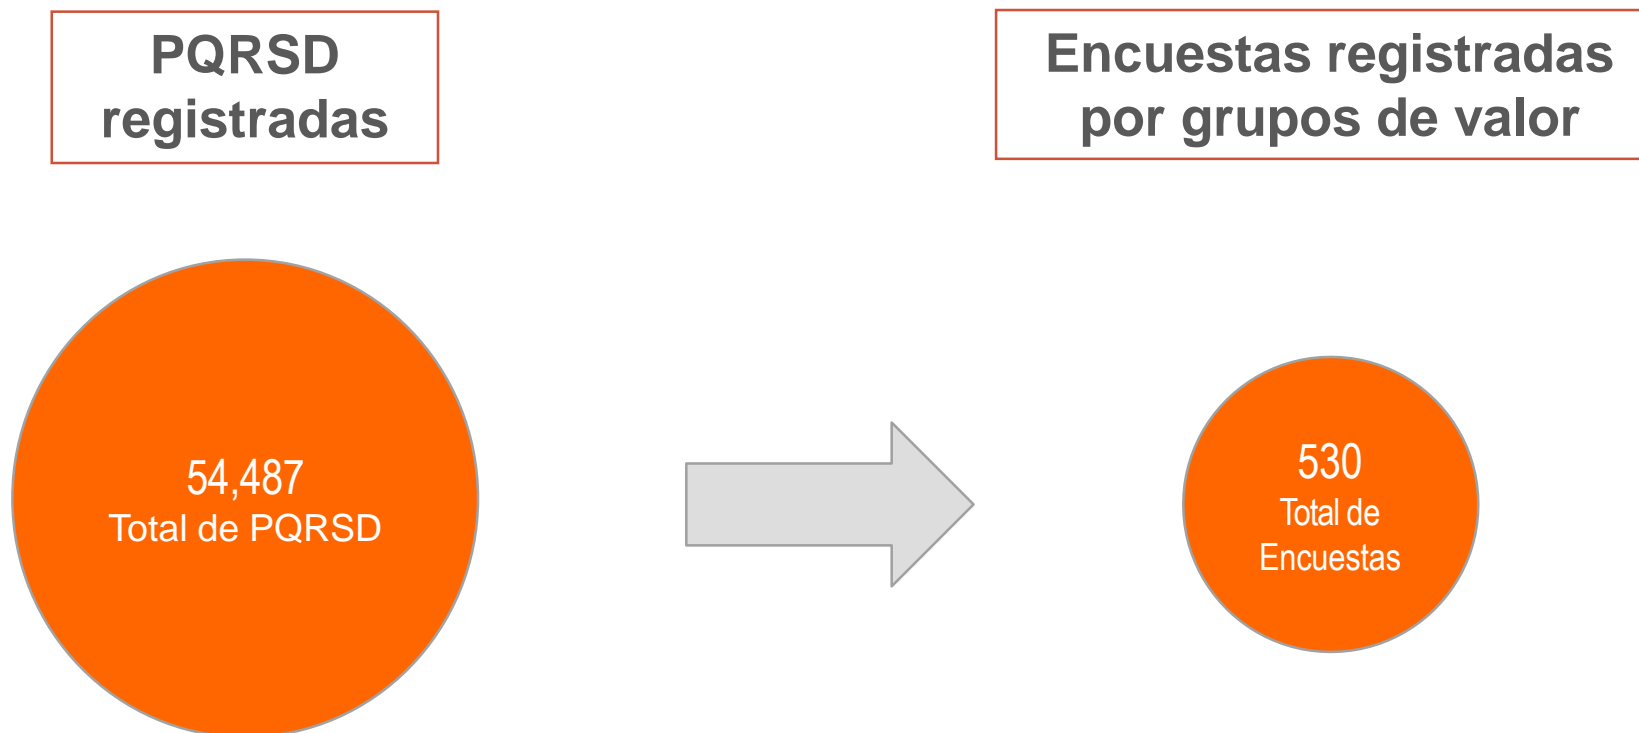 PQRSD
registradas
Encuestas registradas
por grupos de valor
54,487
Total de PQRSD
530
Total de
Encuestas